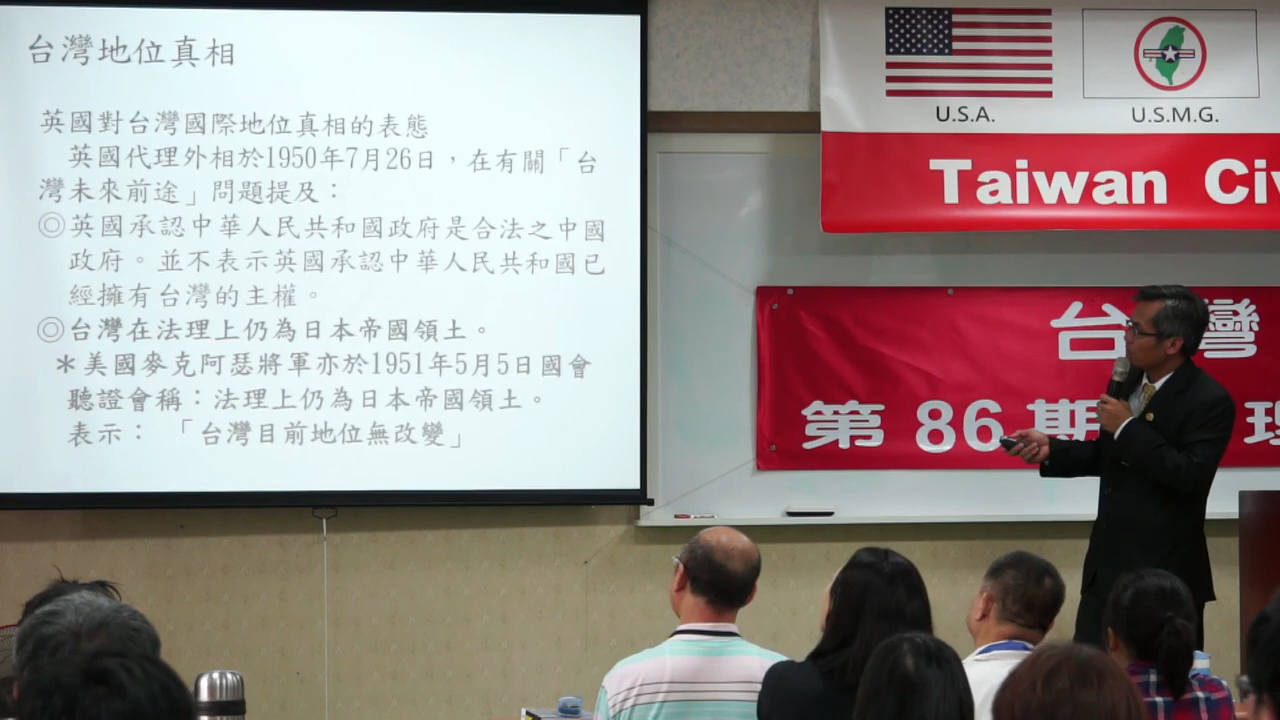 台灣地位真相
英國對台灣國際地位真相的表態
英國代理外相於1950年7月26日，在有關「台
灣未來前途」問題提及：
◎英國承認中華人民共和國政府是合法之中國
政府。並不表示英國承認中華人民共和國已
經擁有台灣的主權。
◎台灣在法理上仍為日本帝國領土。
＊美國麥克阿瑟將軍亦於1951年5月5日國會
聽證會稱：法理上仍為日本帝國領土。
表示：「台灣目前地位無改變」
U.S.A.
U.S.M.G.
Taiwan Civ
台灣
第86期